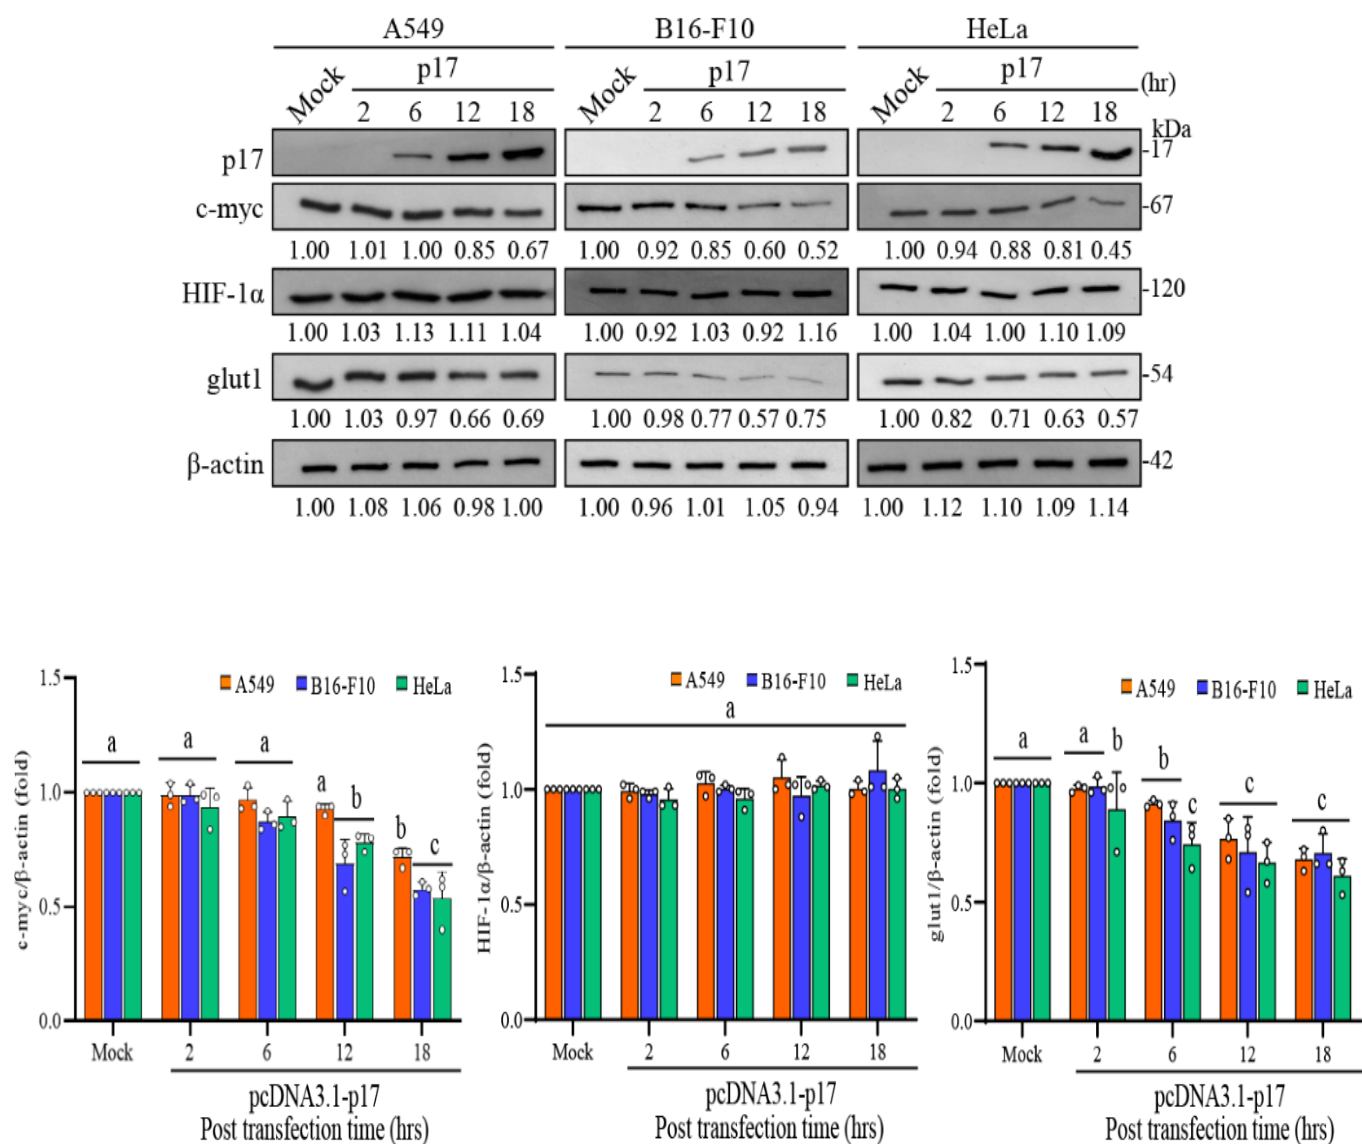 A549 B16-F10 HeLa
Mock p17 Mock p17 Mock p17 (hr)
2 6 12 18 2 6 12 18 2 6 12 18
kDa
p17 -17
c-myc -67
1.00 1.01 1.00 0.85 0.67 1.00 0.92 0.85 0.60 0.52 1.00 0.94 0.88 0.81 0.45
HIF-1α -120
1.00 1.03 1.13 1.11 1.04 1.00 0.92 1.03 0.92 1.16 1.00 1.04 1.00 1.10 1.09
glut1 -54
1.00 1.03 0.97 0.66 0.69 1.00 0.98 0.77 0.57 0.75 1.00 0.82 0.71 0.63 0.57
β-actin -42
1.00 1.08 1.06 0.98 1.00 1.00 0.96 1.01 1.05 0.94 1.00 1.12 1.10 1.09 1.14
c-myc/β-actin (fold)
1.5
1.0
0.5
0.0
A549 B16-F10 HeLa
a a a a b b c
Mock 2 6 12 18
pcDNA3.1-p17
Post transfection time (hrs)
HIF-1α/β-actin (fold)
1.5
1.0
0.5
0.0
A549 B16-F10 HeLa
a
Mock 2 6 12 18
pcDNA3.1-p17
Post transfection time (hrs)
glut1/β-actin (fold)
1.5
1.0
0.5
0.0
A549 B16-F10 HeLa
a a b b c c c
Mock 2 6 12 18
pcDNA3.1-p17
Post transfection time (hrs)